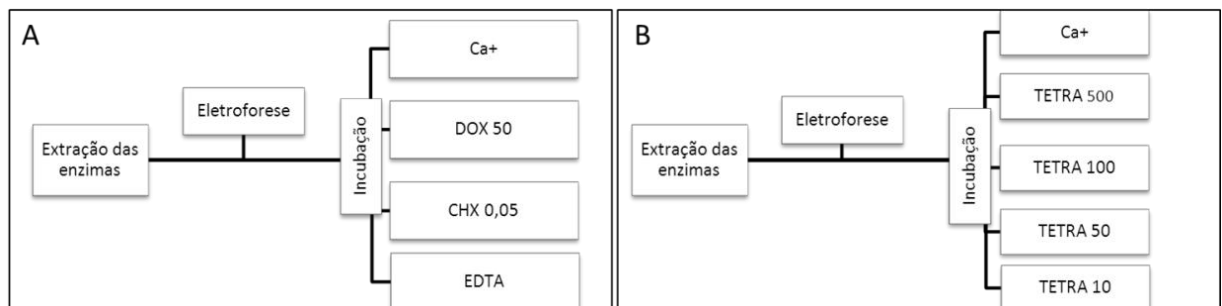 A
Extração das
enzimas
Eletroforese
Incubação
Ca+
DOX 50
CHX 0,05
EDTA
B
Extração das
enzimas
Eletroforese
Incubação
Ca+
TETRA 500
TETRA 100
TETRA 50
TETRA 10